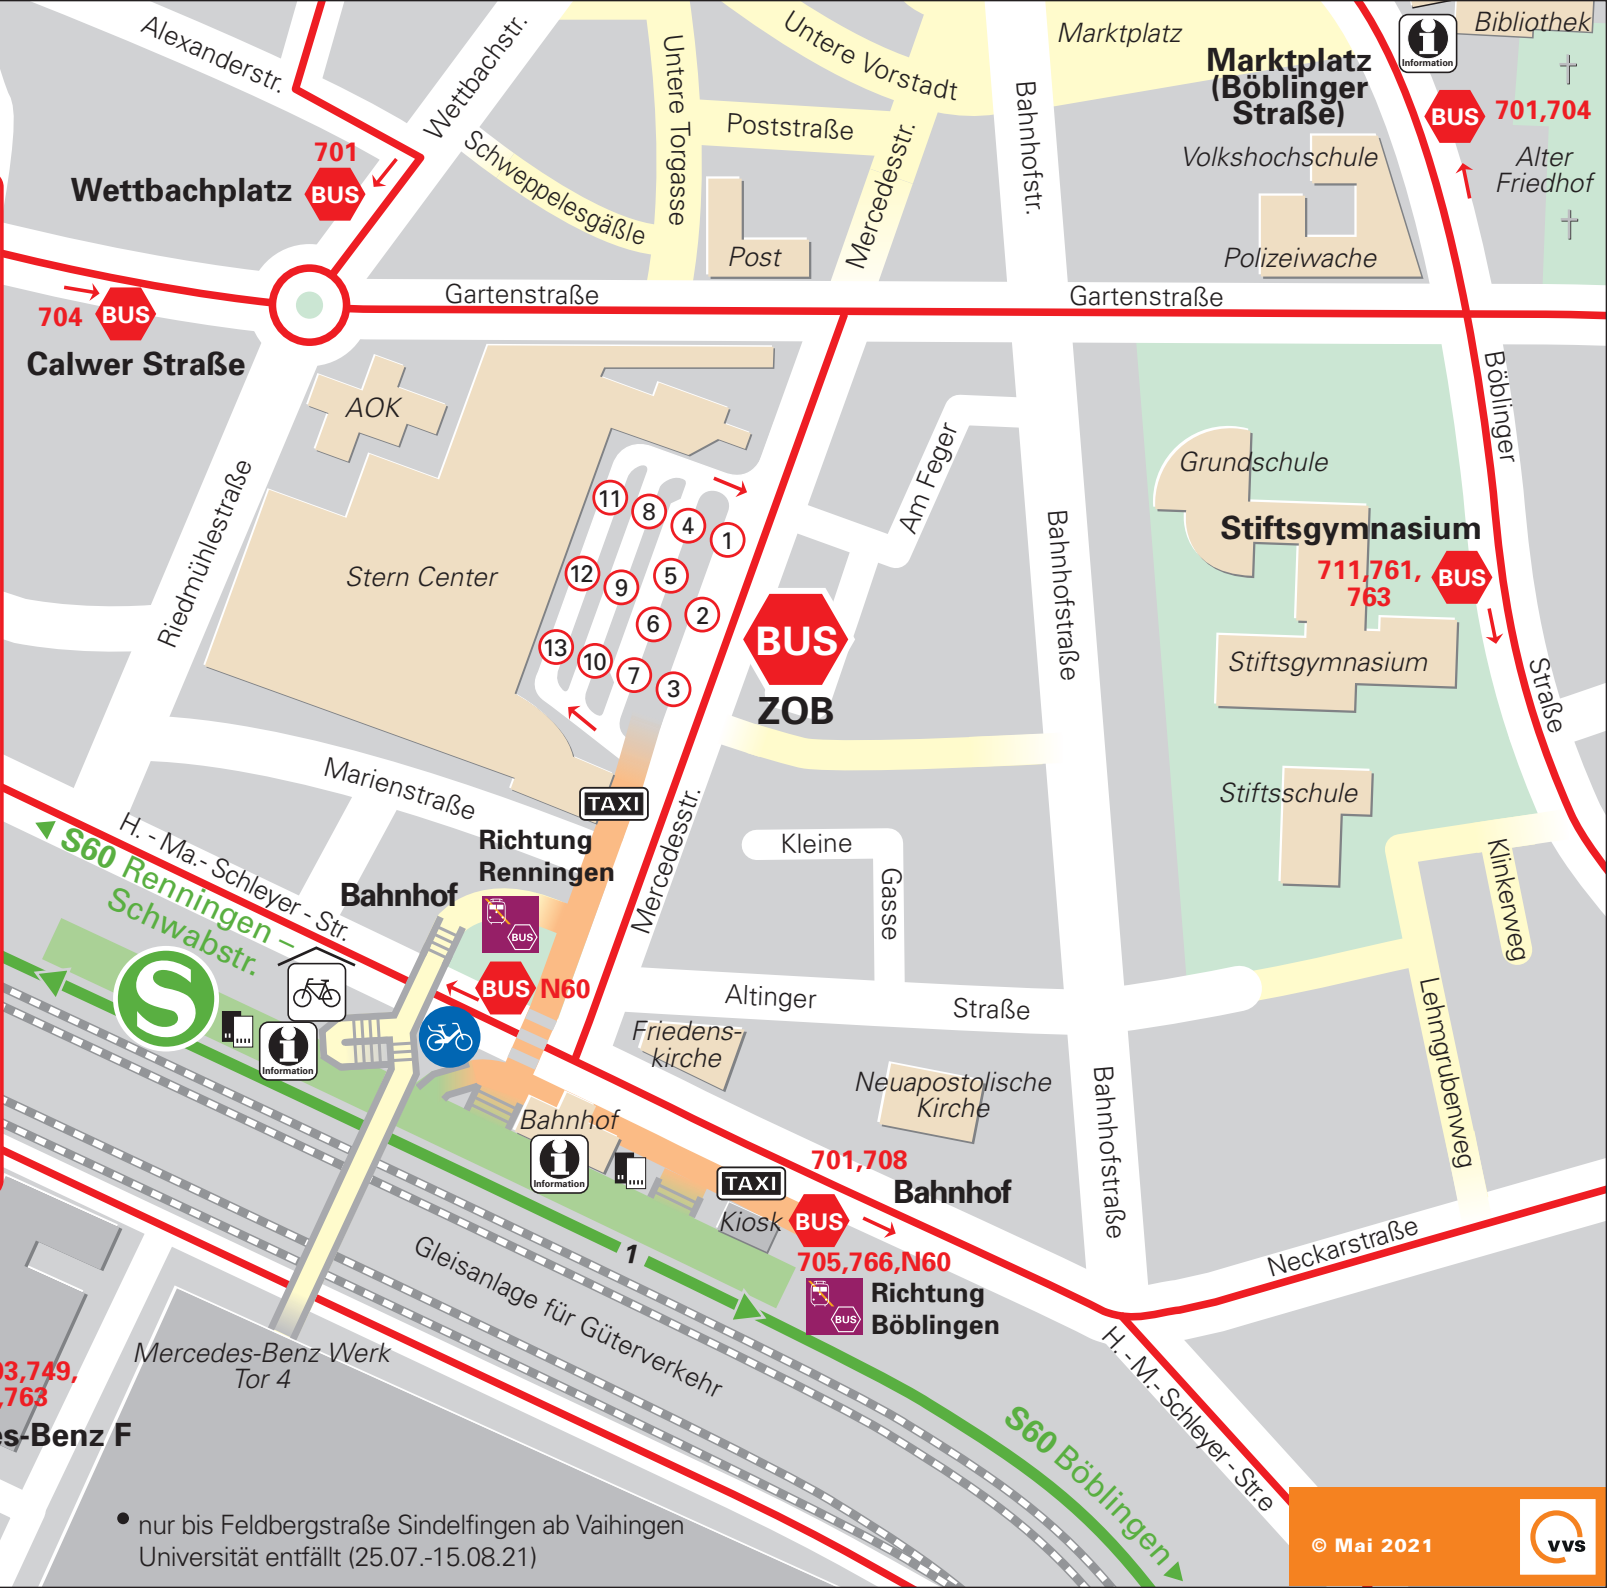 Alexanderstr.
Wettbachstr.
Untere Torgasse
Untere Vorstadt
Marktplatz
Bibliothek
Information
Marktplatz
(Böblinger
Straße)
BUS
701,704
Poststraße
Mercedesstr.
Bahnhofstr.
Schweppelesgäßle
701
Wettbachplatz
BUS
Volkshochschule
Alter
Friedhof
Post
Polizeiwache
Gartenstraße
Gartenstraße
704
BUS
Calwer Straße
AOK
Böblinger
Straße
Am Feger
Grundschule
Riedmühlestraße
11
8
4
1
Stern Center
12
9
5
2
6
13
10
7
3
BUS
ZOB
Bahnhofstraße
Stiftsgymnasium
711,761,
763
BUS
Stiftsgymnasium
Marienstraße
TAXI
Stiftsschule
Mercedesstr.
Kleine
Gasse
Klinkerweg
H. - Ma.- Schleyer - Str.
S60 Renningen –
Schwabstr.
Richtung
Renningen
Bahnhof
BUS
BUS
N60
S
Information
Altinger
Straße
Friedens-
kirche
Neuapostolische
Kirche
Lehmgrubenweg
Bahnhofstraße
Bahnhof
Information
TAXI
Kiosk
701,708
Bahnhof
BUS
705,766,N60
BUS
Richtung
Böblingen
1
Gleisanlage für Güterverkehr
Neckarstraße
Mercedes-Benz Werk
Tor 4
03,749,
,763
es-Benz F
H. - M.- Schleyer - Str.e
S60 Böblingen
• nur bis Feldbergstraße Sindelfingen ab Vaihingen
Universität entfällt (25.07.-15.08.21)
© Mai 2021
vvs